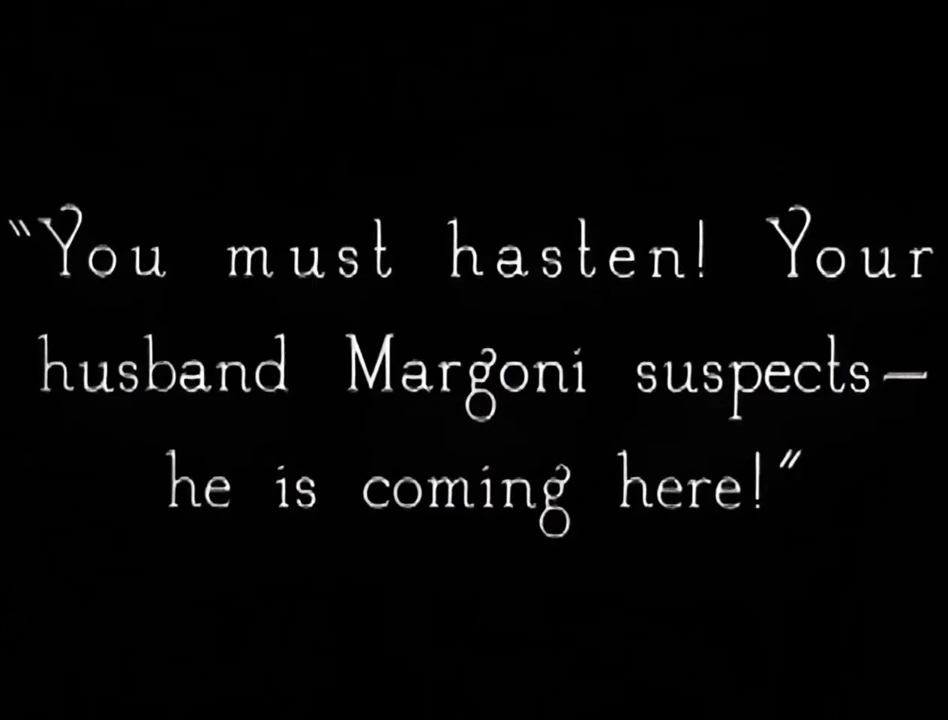 “You must hasten! Your
husband Margoni suspects—
he is coming here!”